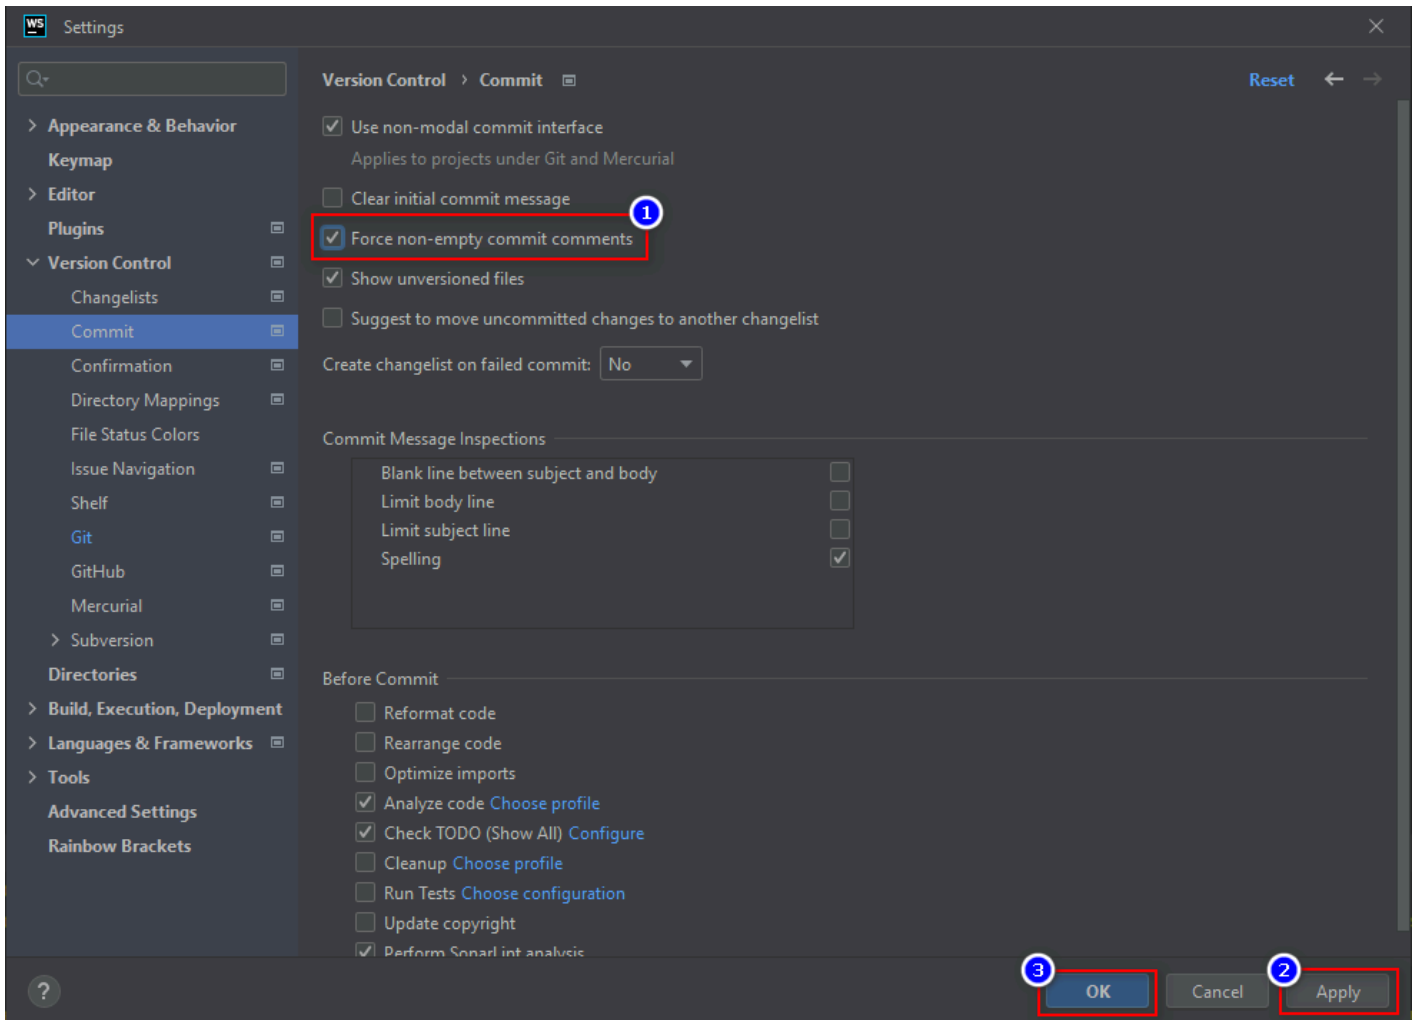 WS Settings
Appearance & Behavior
Keymap
Editor
Plugins
Version Control
Changelists
Commit
Confirmation
Directory Mappings
File Status Colors
Issue Navigation
Shelf
Git
GitHub
Mercurial
Subversion
Directories
Build, Execution, Deployment
Languages & Frameworks
Tools
Advanced Settings
Rainbow Brackets
Version Control › Commit
Reset
Use non-modal commit interface
Applies to projects under Git and Mercurial
Clear initial commit message
1
Force non-empty commit comments
Show unversioned files
Suggest to move uncommitted changes to another changelist
Create changelist on failed commit: No
Commit Message Inspections
Blank line between subject and body
Limit body line
Limit subject line
Spelling
Before Commit
Reformat code
Rearrange code
Optimize imports
Analyze code Choose profile
Check TODO (Show All) Configure
Cleanup Choose profile
Run Tests Choose configuration
Update copyright
Perform SonarLint analysis
?
3
OK
Cancel
2
Apply